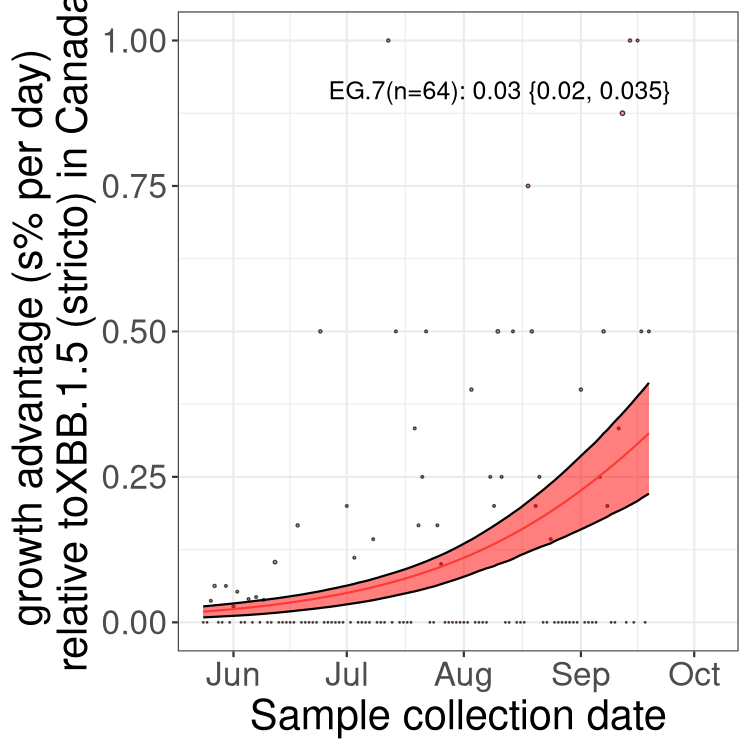 growth advantage (s% per day)
relative toXBB.1.5 (stricto) in Canada
1.00
0.75
0.50
0.25
0.00
EG.7(n=64): 0.03 {0.02, 0.035}
Jun Jul Aug Sep Oct
Sample collection date